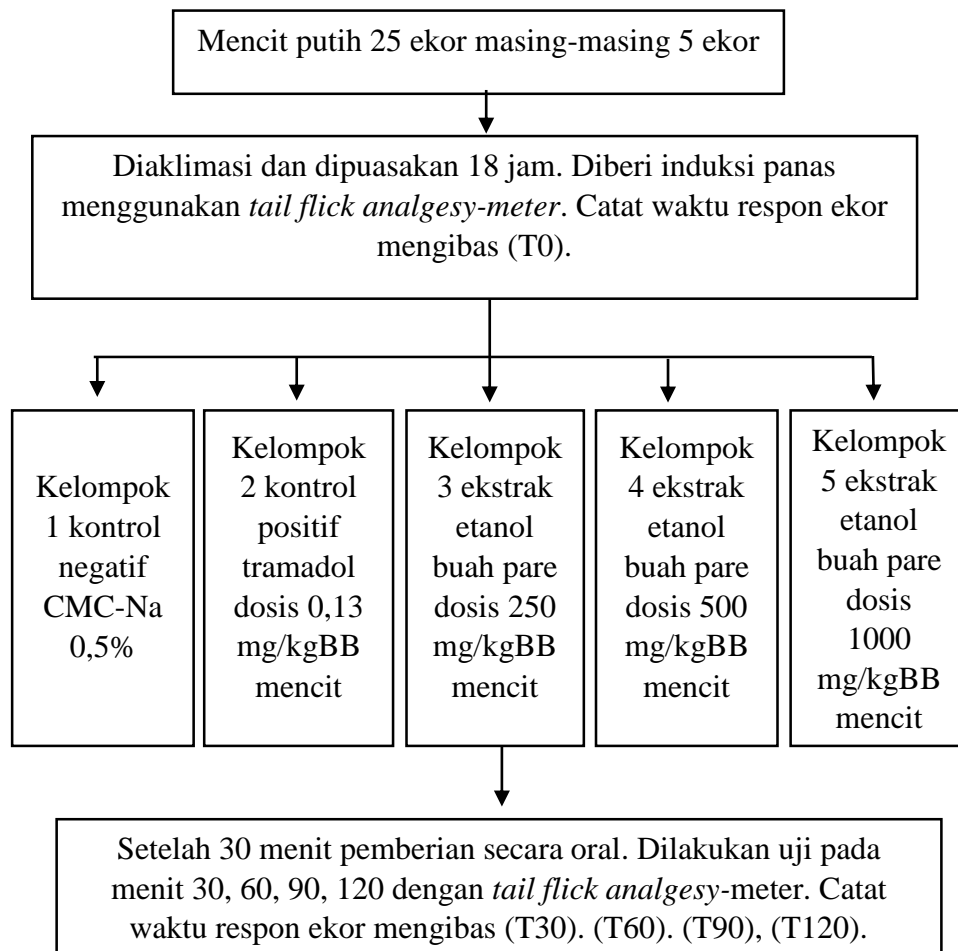 Mencit putih 25 ekor masing-masing 5 ekor
Diaklimasi dan dipuasakan 18 jam. Diberi induksi panas
menggunakan tail flick analgesy-meter. Catat waktu respon ekor
mengibas (T0).
Kelompok
1 kontrol
negatif
CMC-Na
0,5%
Kelompok
2 kontrol
positif
tramadol
dosis 0,13
mg/kgBB
mencit
Kelompok
3 ekstrak
etanol
buah pare
dosis 250
mg/kgBB
mencit
Kelompok
4 ekstrak
etanol
buah pare
dosis 500
mg/kgBB
mencit
Kelompok
5 ekstrak
etanol
buah pare
dosis
1000
mg/kgBB
mencit
Setelah 30 menit pemberian secara oral. Dilakukan uji pada
menit 30, 60, 90, 120 dengan tail flick analgesy-meter. Catat
waktu respon ekor mengibas (T30). (T60). (T90), (T120).